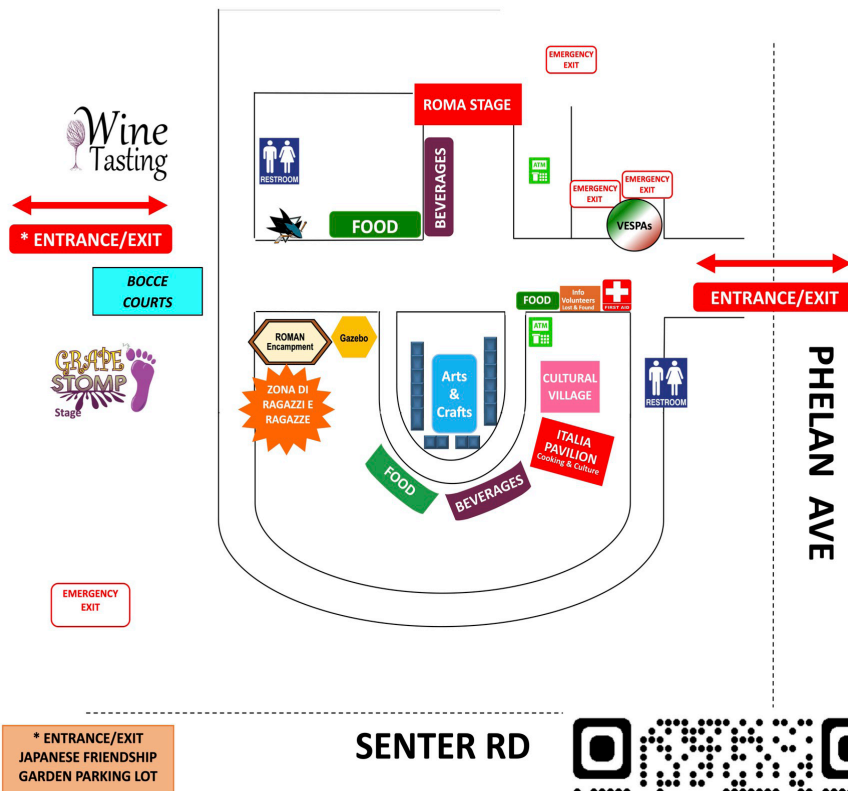 EMERGENCY
EXIT
ROMA STAGE
Wine
Tasting
RESTROOM
BEVERAGES
ATM
EMERGENCY
EXIT
EMERGENCY
EXIT
FOOD
VESPAs
* ENTRANCE/EXIT
BOCCE
COURTS
ENTRANCE/EXIT
FOOD
Info
Volunteers
Lost & Found
FIRST AID
ROMAN
Encampment
Gazebo
ATM
GRAPE
STOMP
Stage
ZONA DI
RAGAZZI E
RAGAZZE
Arts
&
Crafts
CULTURAL
VILLAGE
RESTROOM
PHELAN AVE
ITALIA
PAVILION
Cooking & Culture
FOOD
BEVERAGES
EMERGENCY
EXIT
* ENTRANCE/EXIT
JAPANESE FRIENDSHIP
GARDEN PARKING LOT
SENTER RD